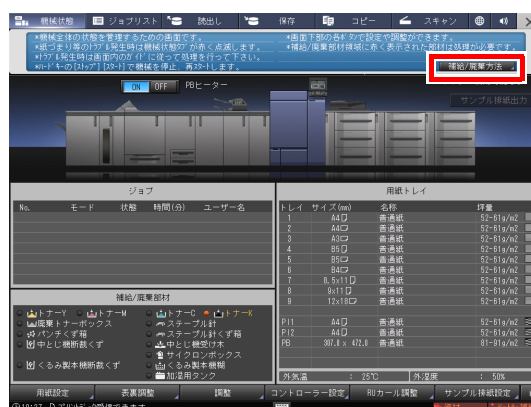 機械状態 ジョブリスト 読出し 保存 コピー スキャン
*機械全体の状態を管理するための画面です。
*紙づまり等のトラブル発生時は機械状態タブが赤く点滅します。
*トラブル発生時は画面内のガイドに従って処理を行って下さい。
*ハードキーの[ストップ][スタート]で機械を停止、再スタートします。
*画面下部の各ボタンで設定や調整ができます。
*補給/廃棄部材領域に赤く表示された部材は処理が必要です。
補給/廃棄方法
ON OFF PBヒーター
サンプル排紙出力
ジョブ
No. モード 状態 時間(分) ユーザー名
用紙トレイ
トレイ サイズ(mm) 名称 坪量
1 A4 普通紙 52-61g/m2
2 A4 普通紙 52-61g/m2
3 A3 普通紙 52-61g/m2
4 B5 普通紙 52-61g/m2
5 B5 普通紙 52-61g/m2
6 B4 普通紙 52-61g/m2
7 8.5x11 普通紙 52-61g/m2
8 9x11 普通紙 52-61g/m2
9 12x18 普通紙 52-61g/m2
PI1 A4 普通紙 52-61g/m2
PI2 A4 普通紙 52-61g/m2
PB 307.0 x 472.0 普通紙 81-91g/m2
補給/廃棄部材
トナーY トナーM トナーC トナーK
廃棄トナーボックス ステープル針
パンチくず箱 ステープル針くず箱
中とじ機断裁くず 中とじ機受け木
サイクロンボックス
くるみ製本機断裁くず くるみ製本機糊
加湿用タンク
外気温 : 25℃ 外湿度 : 50%
用紙設定 表裏調整 調整 コントローラー設定 RUカール調整 サンプル排紙設定